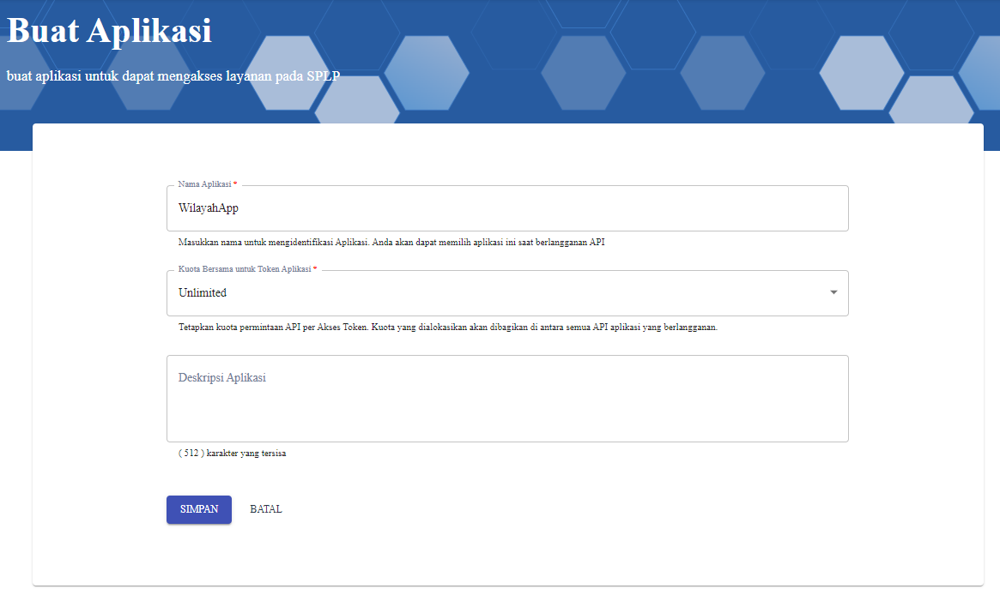 Buat Aplikasi
buat aplikasi untuk dapat mengakses layanan pada SPLP
Nama Aplikasi *
WilayahApp
Masukkan nama untuk mengidentifikasi Aplikasi. Anda akan dapat memilih aplikasi ini saat berlangganan API
Kuota Bersama untuk Token Aplikasi *
Unlimited
Tetapkan kuota permintaan API per Akses Token. Kuota yang dialokasikan akan dibagikan di antara semua API aplikasi yang berlangganan.
Deskripsi Aplikasi
( 512 ) karakter yang tersisa
SIMPAN BATAL